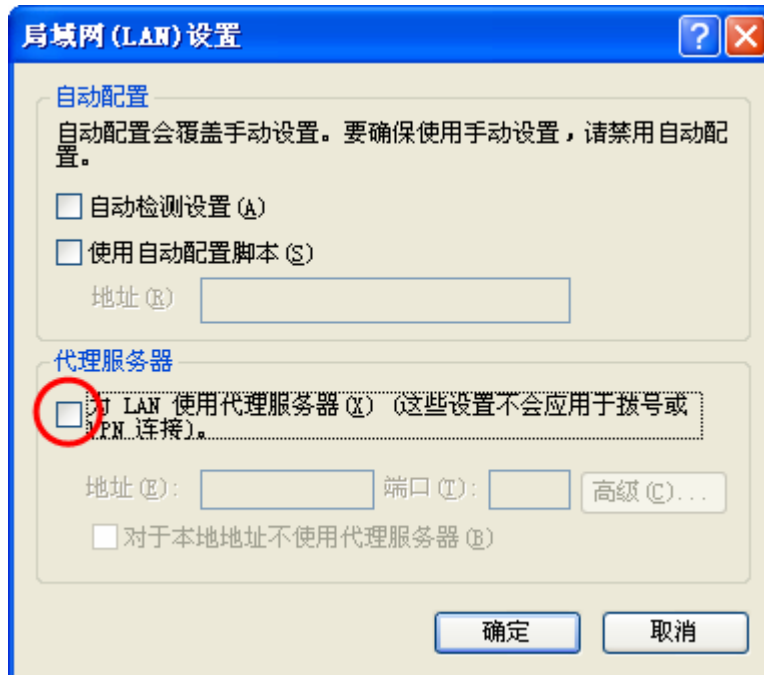 局域网(LAN)设置
自动配置
自动配置会覆盖手动设置。要确保使用手动设置，请禁用自动配
置。
自动检测设置(A)
使用自动配置脚本(S)
地址(R)
代理服务器
对 LAN 使用代理服务器(X) (这些设置不会应用于拨号或
VPN 连接)。
地址(E): 端口(T): 高级(C)...
对于本地地址不使用代理服务器(B)
确定 取消